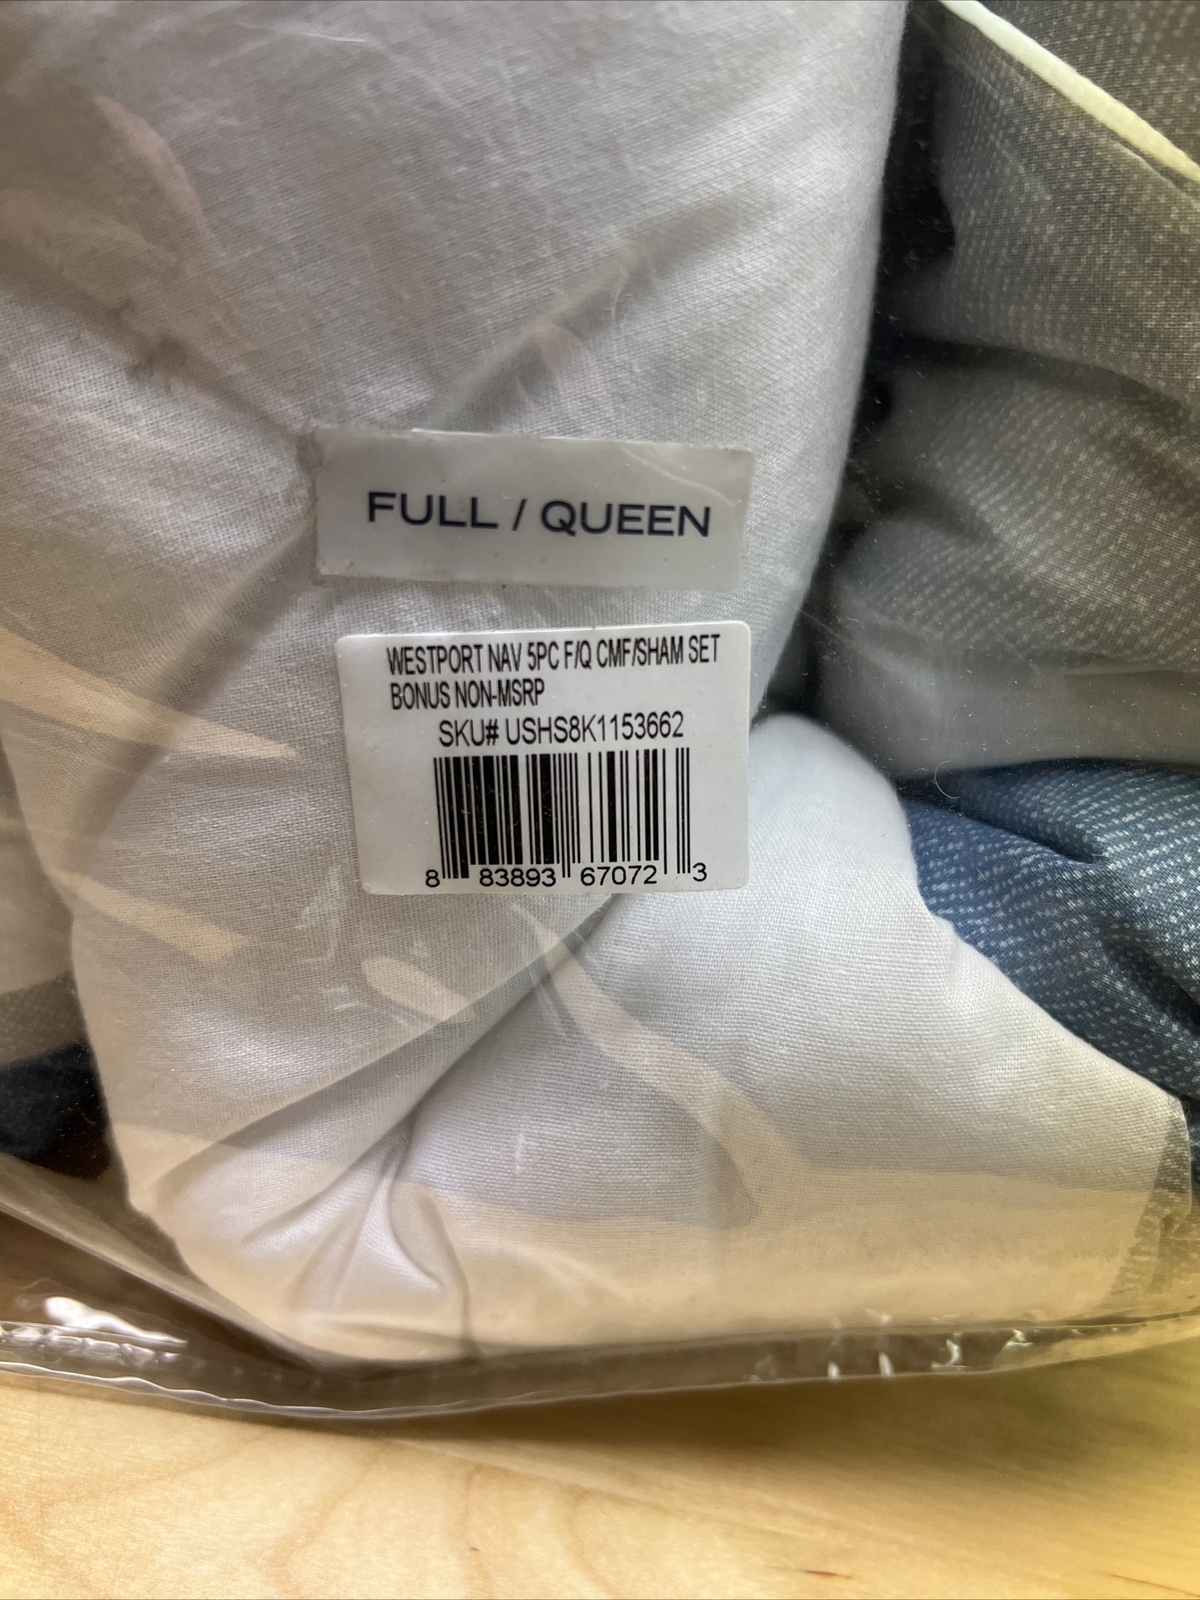 FULL / QUEEN
WESTPORT NAV 5PC F/Q CMF/SHAM SET
BONUS NON-MSRP
SKU# USHS8K1153662
8 83893 67072 3